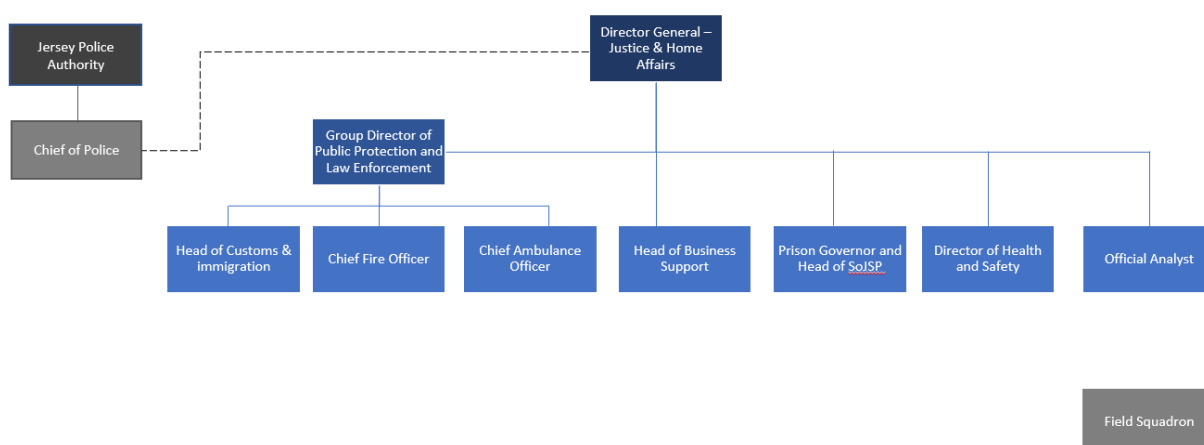 Jersey Police
Authority
Director General –
Justice & Home
Affairs
Chief of Police
Group Director of
Public Protection and
Law Enforcement
Head of Customs &
immigration
Chief Fire Officer
Chief Ambulance
Officer
Head of Business
Support
Prison Governor and
Head of SoJSP
Director of Health
and Safety
Official Analyst
Field Squadron